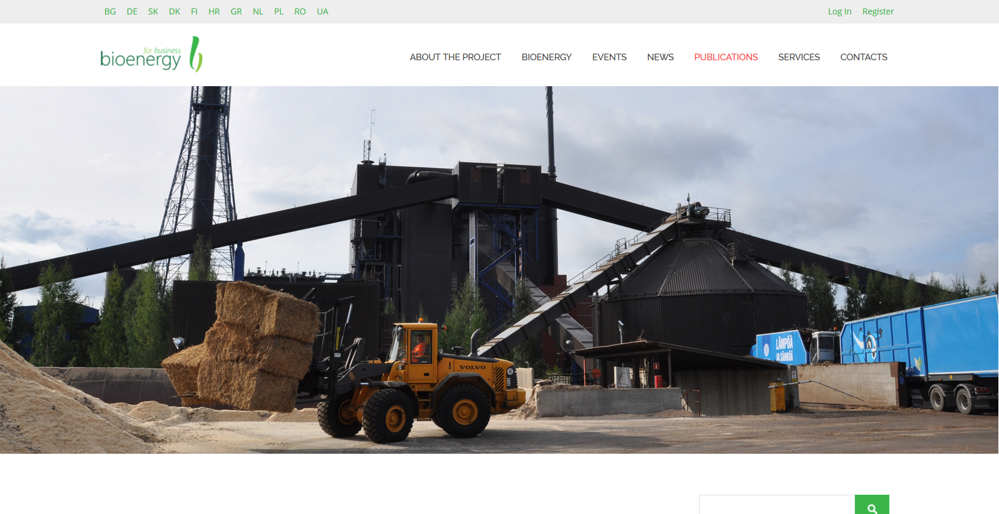 BG DE SK DK FI HR GR NL PL RO UA Log In Register
for business
bioenergy
ABOUT THE PROJECT BIOENERGY EVENTS NEWS PUBLICATIONS SERVICES CONTACTS
LÄMPÖÄ
JA SÄHKÖÄ
VOLVO